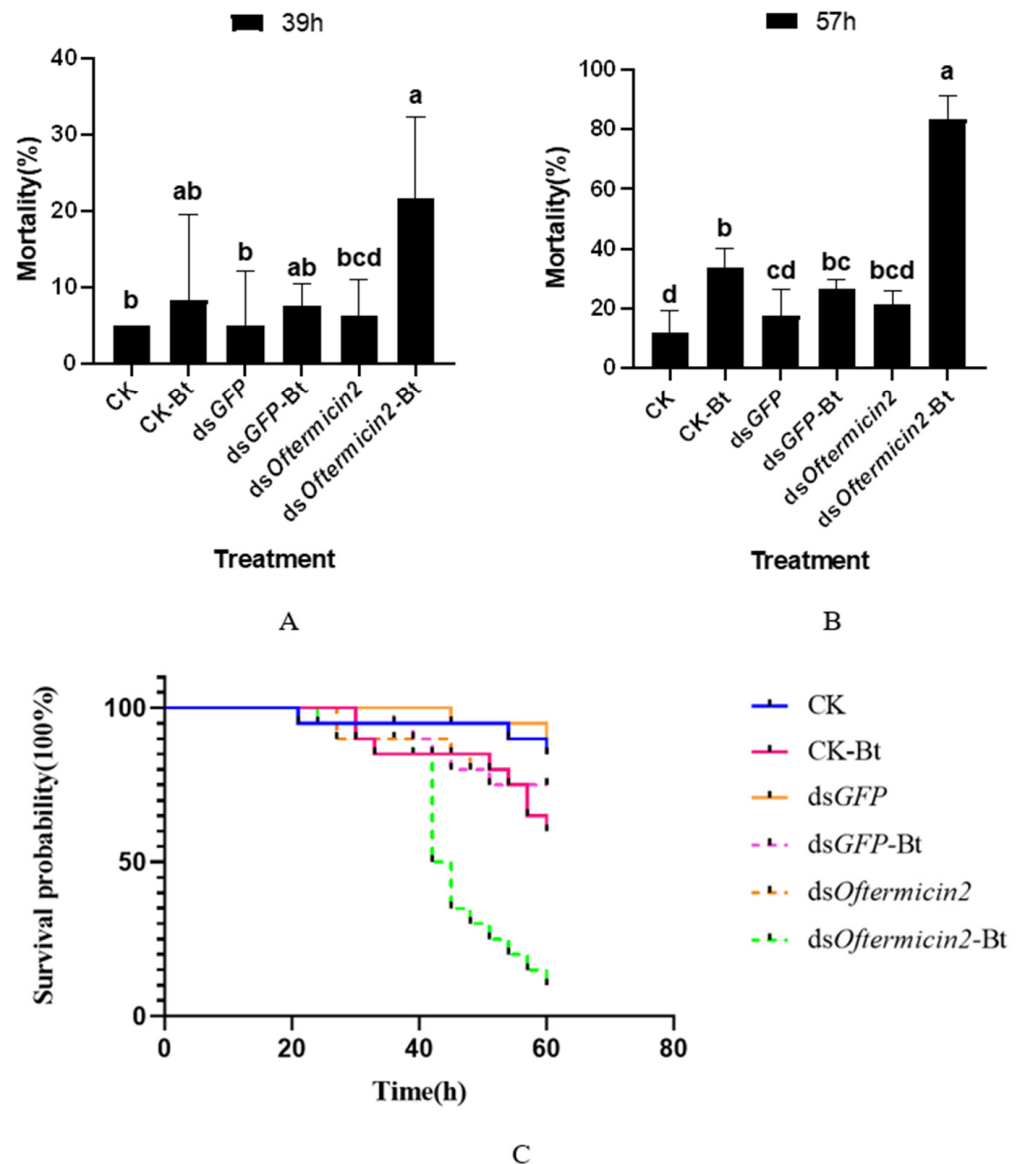 39h
Mortality(%)
40
30
20
10
0
b
ab
b
ab
bcd
a
CK
CK-Bt
dsGFP
dsGFP-Bt
dsOftermicin2
dsOftermicin2-Bt
Treatment
A
57h
Mortality(%)
100
80
60
40
20
0
d
b
cd
bc
bcd
a
CK
CK-Bt
dsGFP
dsGFP-Bt
dsOftermicin2
dsOftermicin2-Bt
Treatment
B
Survival probability(100%)
100
50
0
0
20
40
60
80
Time(h)
CK
CK-Bt
dsGFP
dsGFP-Bt
dsOftermicin2
dsOftermicin2-Bt
C